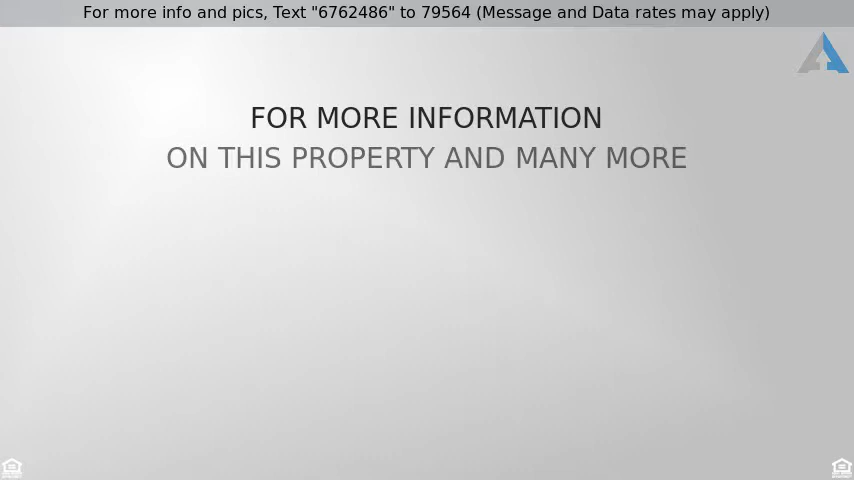 For more info and pics, Text "6762486" to 79564 (Message and Data rates may apply)
FOR MORE INFORMATION
ON THIS PROPERTY AND MANY MORE